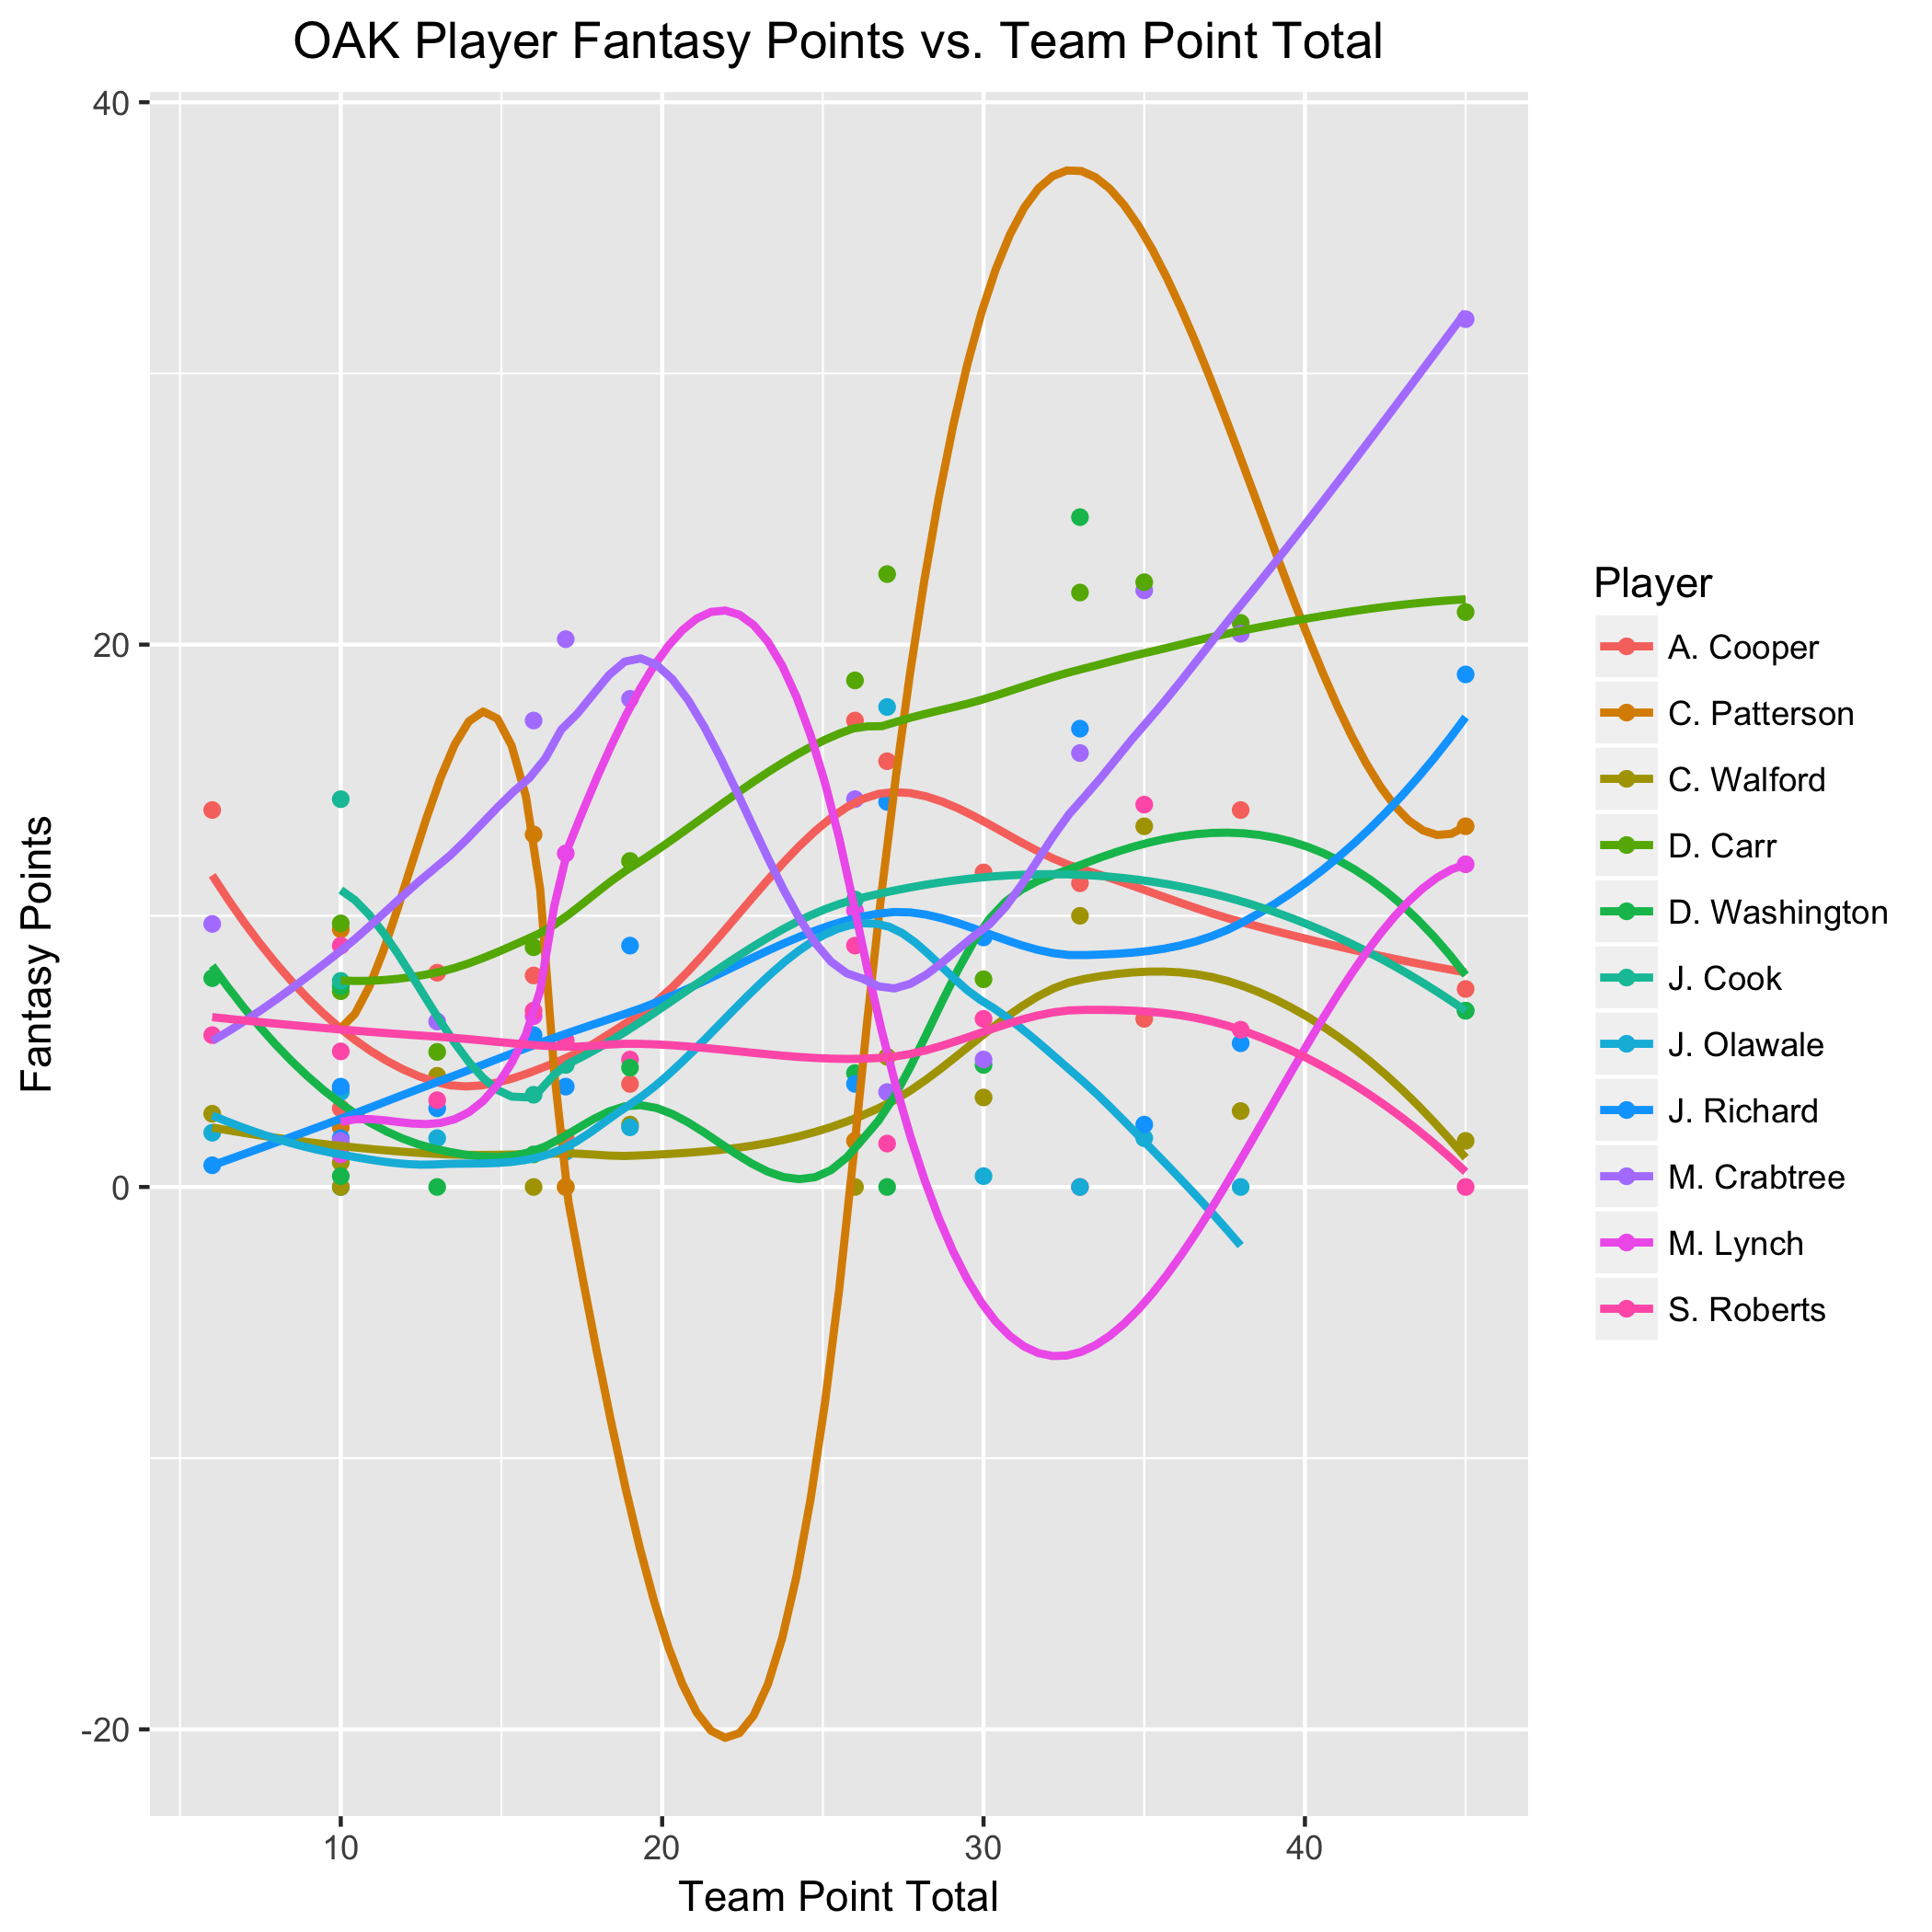 OAK Player Fantasy Points vs. Team Point Total
40
20
0
-20
Fantasy Points
10
20
30
40
Team Point Total
Player
A. Cooper
C. Patterson
C. Walford
D. Carr
D. Washington
J. Cook
J. Olawale
J. Richard
M. Crabtree
M. Lynch
S. Roberts